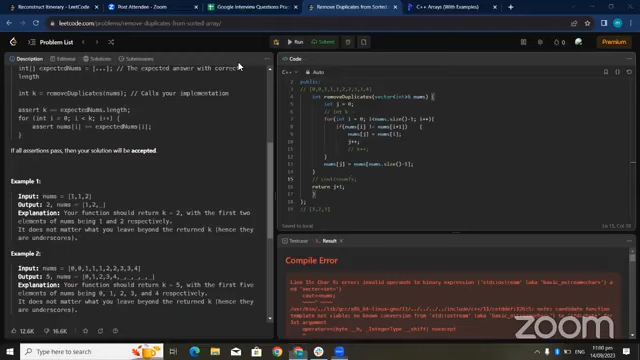 Reconstruct Itinerary - LeetCode
Post Attendee - Zoom
Google Interview Questions Pro
Remove Duplicates from Sorted
C++ Arrays (With Examples)
leetcode.com/problems/remove-duplicates-from-sorted-array/
Problem List
Run
Submit
Premium
Description
Editorial
Solutions
Submissions
Code
C++
Auto
int[] expectedNums = [...]; // The expected answer with correct
length
int k = removeDuplicates(nums); // Calls your implementation
assert k == expectedNums.length;
for (int i = 0; i < k; i++) {
assert nums[i] == expectedNums[i];
}
If all assertions pass, then your solution will be accepted.
Example 1:
Input: nums = [1,1,2]
Output: 2, nums = [1,2,_]
Explanation: Your function should return k = 2, with the first two
elements of nums being 1 and 2 respectively.
It does not matter what you leave beyond the returned k (hence they
are underscores).
Example 2:
Input: nums = [0,0,1,1,1,2,2,3,3,4]
Output: 5, nums = [0,1,2,3,4,_,_,_,_,_]
Explanation: Your function should return k = 5, with the first five
elements of nums being 0, 1, 2, 3, and 4 respectively.
It does not matter what you leave beyond the returned k (hence they
are underscores).
12.6K
16.6K
public:
// [0,0,1,1,1,2,2,3,3,4]
int removeDuplicates(vector<int>& nums) {
int j = 0;
// int k
for(int i = 0; i<nums.size()-1; i++){
if(nums[i] != nums[i+1] {
nums[j] = nums[i];
j++;
// k++;
}
nums[j] = nums[nums.size()-1];
// cout<<nums;
return j+1;
}
};
// [1,2,3]
Saved to local
Testcase
Result
Compile Error
zoom
Type here to search
11:00 PM
14/09/2023